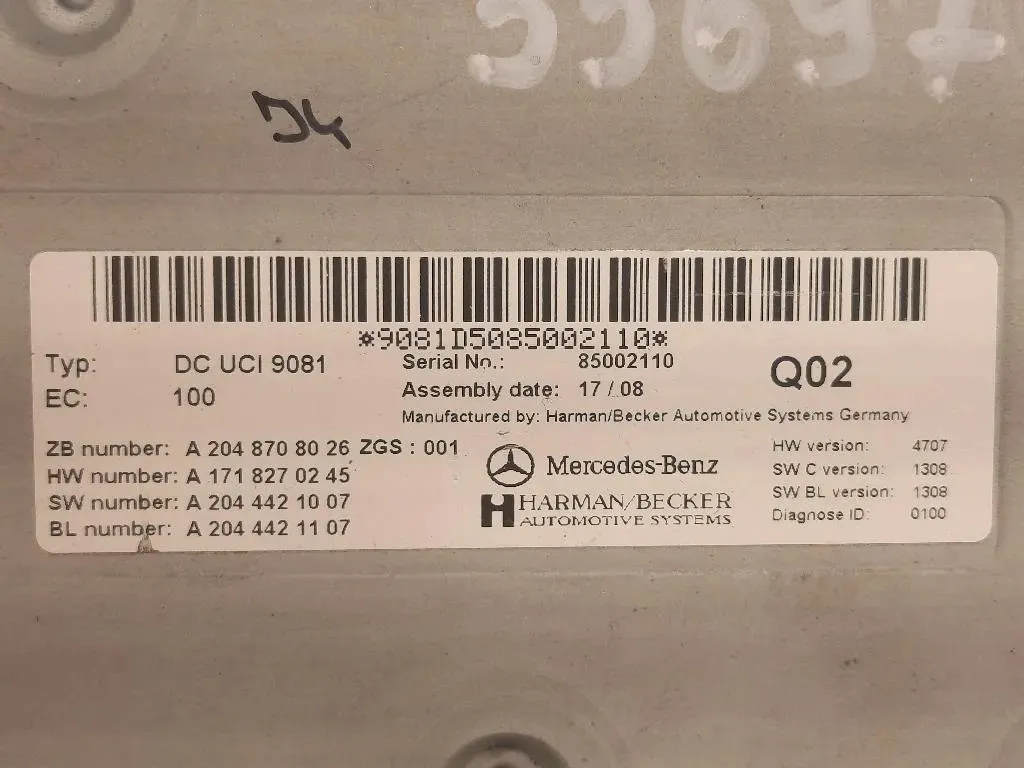 J4
*9081D5085002110*
Typ: DC UCI 9081
EC: 100
Serial No.: 85002110
Assembly date: 17 / 08
Manufactured by: Harman/Becker Automotive Systems Germany
Q02
ZB number: A 204 870 80 26 ZGS : 001
HW number: A 171 827 02 45
SW number: A 204 442 10 07
BL number: A 204 442 11 07
Mercedes-Benz
HARMAN/BECKER
AUTOMOTIVE SYSTEMS
HW version: 4707
SW C version: 1308
SW BL version: 1308
Diagnose ID: 0100